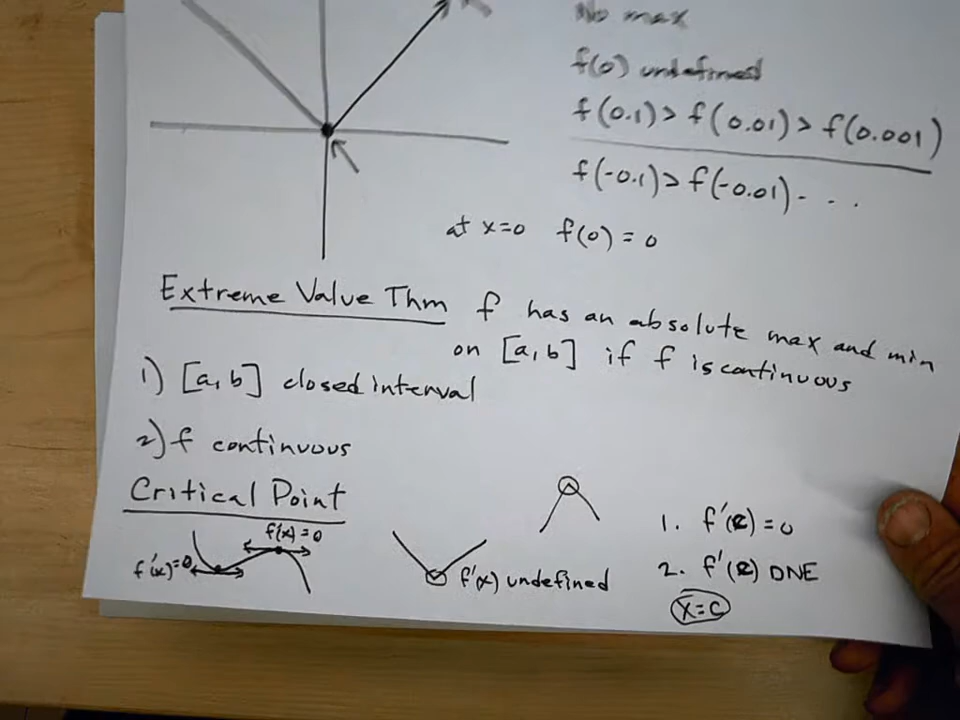 No max
f(0) undefined
f(0.1) > f(0.01) > f(0.001)
f(-0.1) > f(-0.01) - - .
at x=0 f(0) = 0
Extreme Value Thm f has an absolute max and min
on [a,b] if f is continuous
1) [a,b] closed interval
2) f continuous
Critical Point
f(x) = 0
f'(x)=0
f'(x) undefined
1. f'(c) = 0
2. f'(c) DNE
x=c